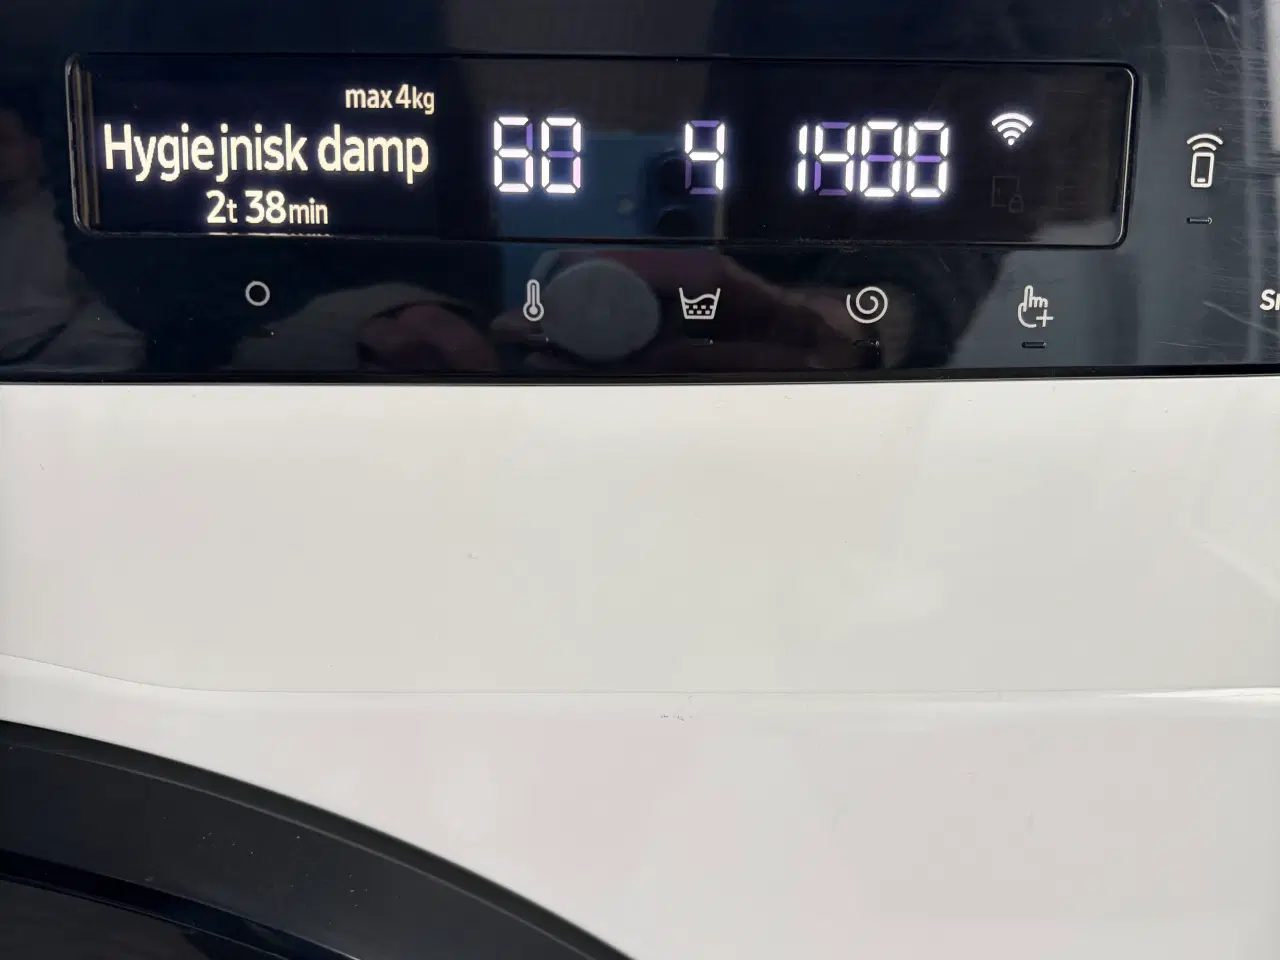 max 4kg
Hygiejnisk damp
2t 38min
60 4 1400